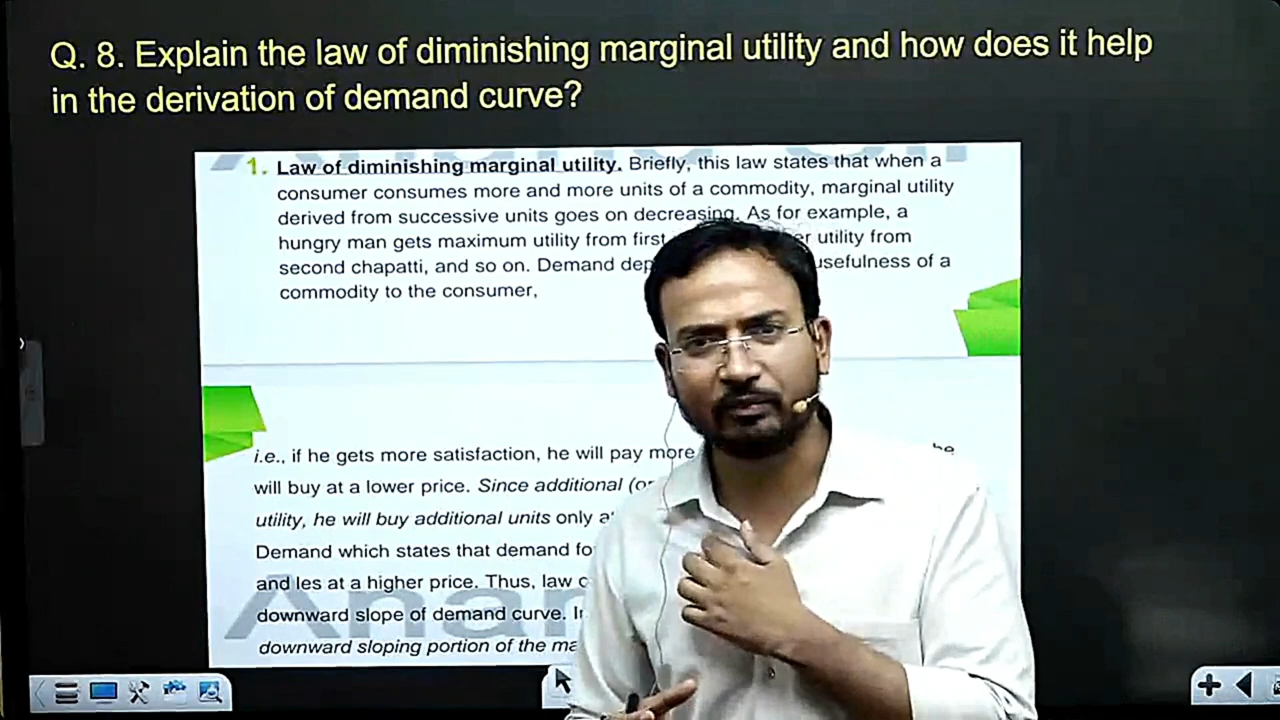 Q. 8. Explain the law of diminishing marginal utility and how does it help
in the derivation of demand curve?
1. Law of diminishing marginal utility. Briefly, this law states that when a
consumer consumes more and more units of a commodity, marginal utility
derived from successive units goes on decreasing. As for example, a
hungry man gets maximum utility from first utility from
second chapatti, and so on. Demand usefulness of a
commodity to the consumer,
i.e., if he gets more satisfaction, he will pay more
will buy at a lower price. Since additional
utility, he will buy additional units only
Demand which states that demand
and les at a higher price. Thus, law
downward slope of demand curve.
downward sloping portion of the